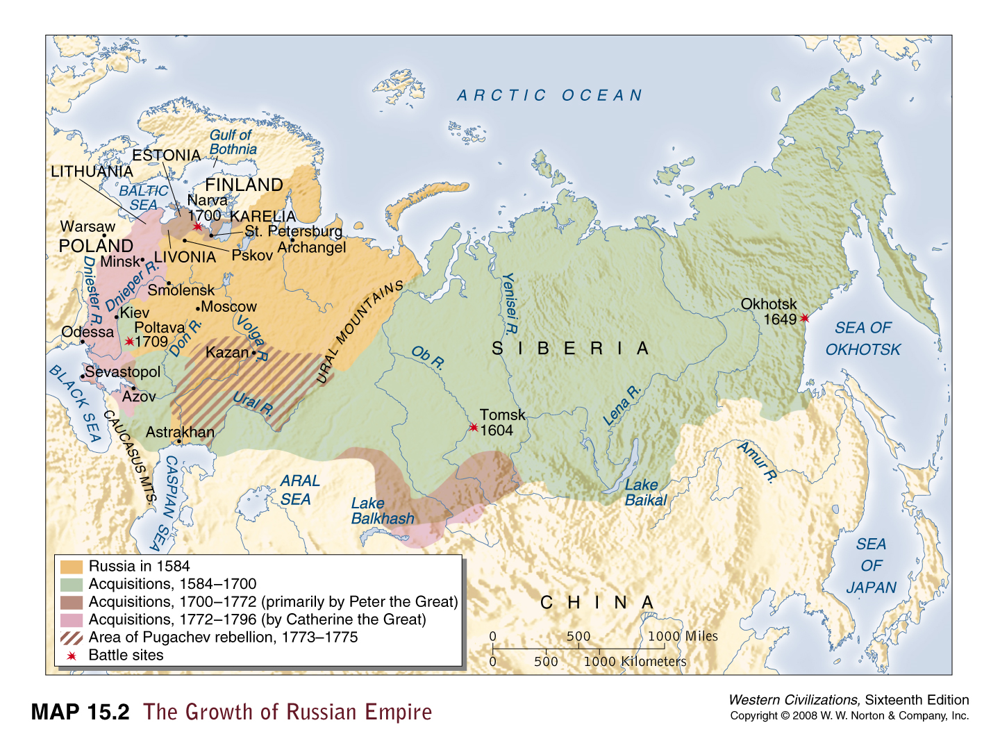 ARCTIC OCEAN
Gulf of
Bothnia
ESTONIA
LITHUANIA
BALTIC
SEA
FINLAND
Narva
1700
KARELIA
St. Petersburg
Warsaw
POLAND
Archangel
Pskov
LIVONIA
Minsk
Dniester R.
Dnieper R.
Smolensk
Moscow
Kiev
Poltava
1709
Odessa
Don R.
Volga R.
Kazan
URAL MOUNTAINS
Sevastopol
Azov
BLACK SEA
Ural R.
Astrakhan
CAUCASUS MTS.
CASPIAN SEA
ARAL
SEA
Lake
Balkhash
Ob R.
Yenisei R.
SIBERIA
Tomsk
1604
Lena R.
Lake
Baikal
Okhotsk
1649
SEA OF
OKHOTSK
Amur R.
SEA
OF
JAPAN
CHINA
Russia in 1584
Acquisitions, 1584–1700
Acquisitions, 1700–1772 (primarily by Peter the Great)
Acquisitions, 1772–1796 (by Catherine the Great)
Area of Pugachev rebellion, 1773–1775
Battle sites
0 500 1000 Miles
0 500 1000 Kilometers
MAP 15.2 The Growth of Russian Empire
Western Civilizations, Sixteenth Edition
Copyright © 2008 W. W. Norton & Company, Inc.